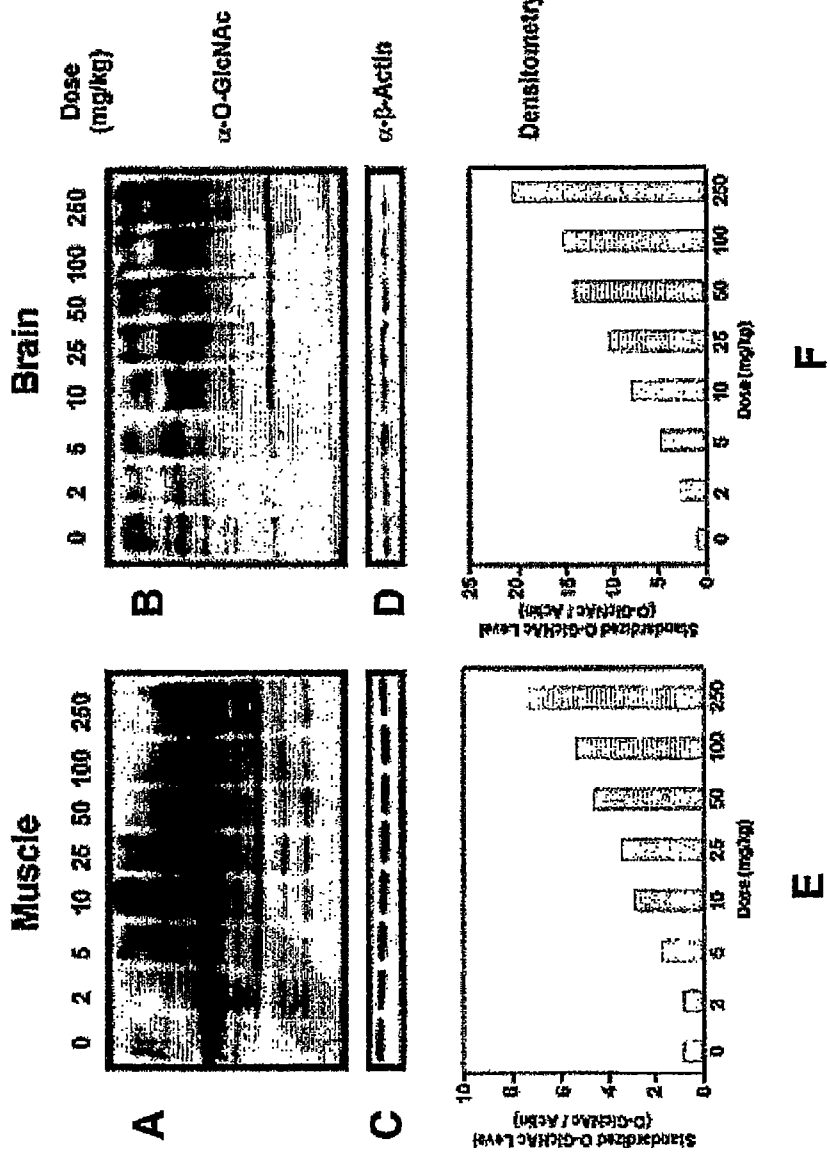 Muscle
Brain
0 2 5 10 25 50 100 250
0 2 5 10 25 50 100 250
Dose
(mg/kg)
A
B
α-O-GlcNAc
C
D
α-β-Actin
Densitometry
Standardized O-GlcNAc Level
(O-GlcNAc / Actin)
10
8
6
4
2
0
0 2 5 10 25 50 100 250
Dose (mg/kg)
Standardized O-GlcNAc Level
(O-GlcNAc / Actin)
25
20
15
10
5
0
0 2 5 10 25 50 100 250
Dose (mg/kg)
E
F